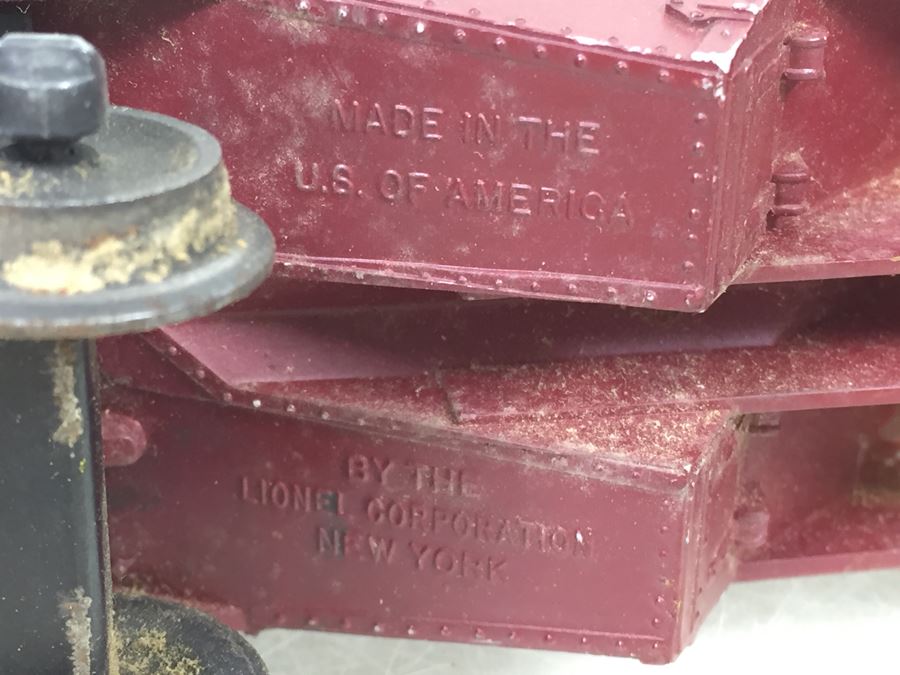 MADE IN THE
U.S. OF AMERICA
BY THE
LIONEL CORPORATION
NEW YORK